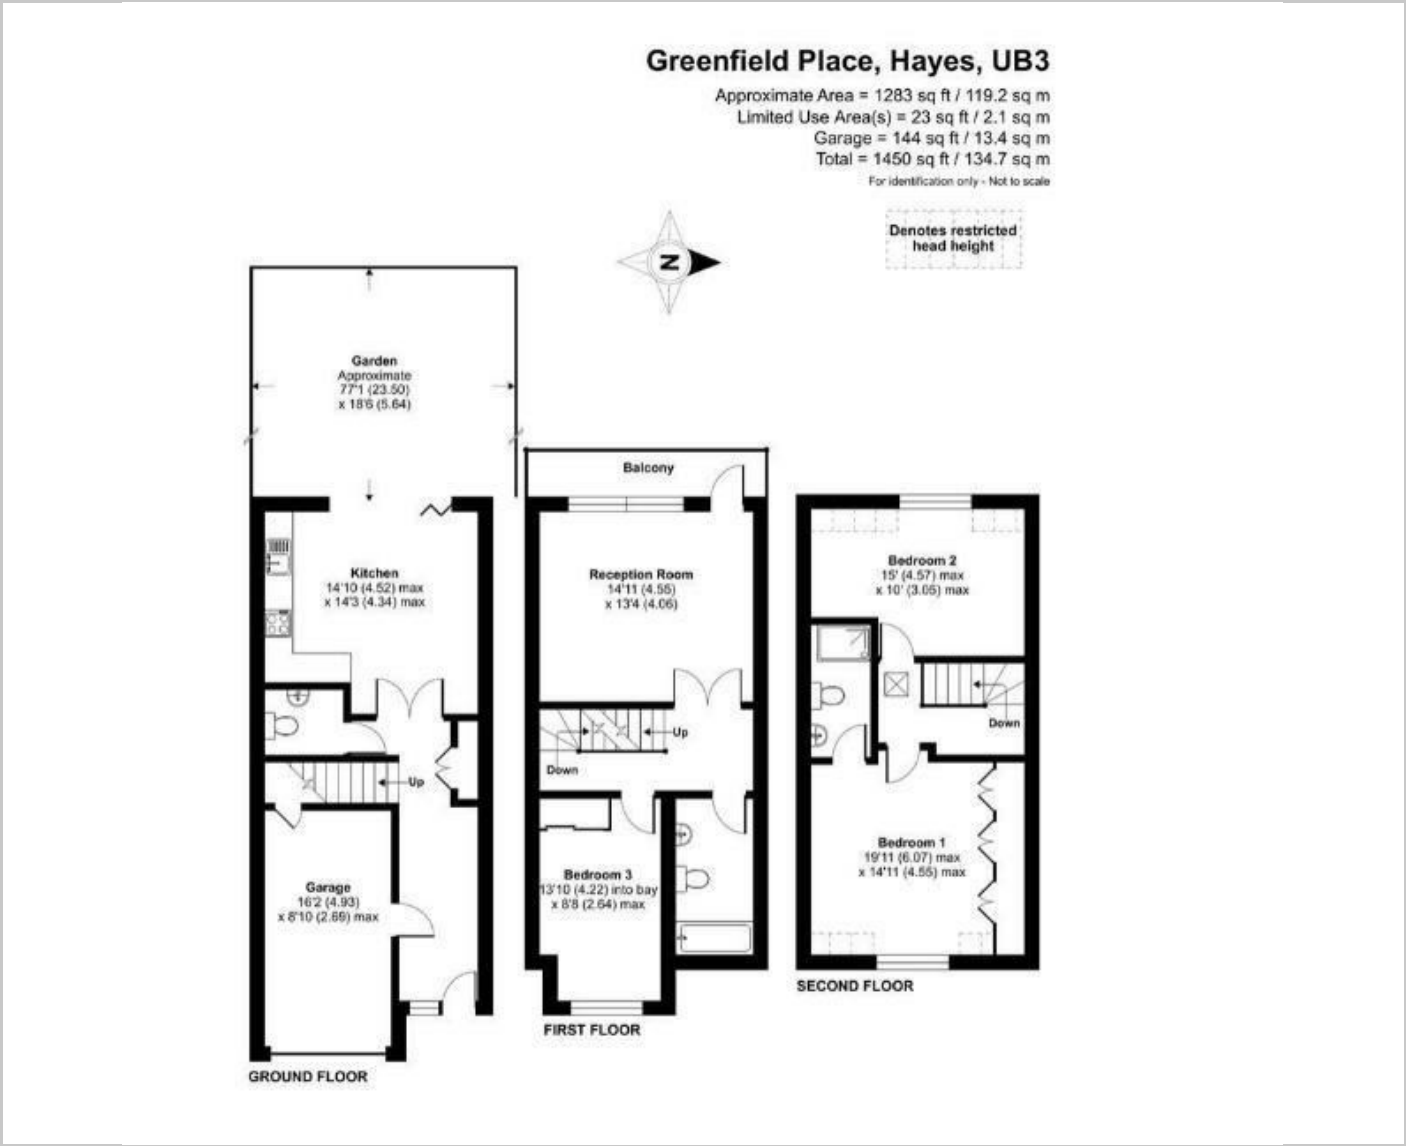 Greenfield Place, Hayes, UB3
Approximate Area = 1283 sq ft / 119.2 sq m
Limited Use Area(s) = 23 sq ft / 2.1 sq m
Garage = 144 sq ft / 13.4 sq m
Total = 1450 sq ft / 134.7 sq m
For identification only - Not to scale
Denotes restricted
head height
N
Garden
Approximate
77'1 (23.50)
x 18'6 (5.64)
Kitchen
14'10 (4.52) max
x 14'3 (4.34) max
Up
Garage
16'2 (4.93)
x 8'10 (2.69) max
GROUND FLOOR
Balcony
Reception Room
14'11 (4.55)
x 13'4 (4.06)
Up
Down
Bedroom 3
13'10 (4.22) into bay
x 8'8 (2.64) max
FIRST FLOOR
Bedroom 2
15' (4.57) max
x 10' (3.05) max
Down
Bedroom 1
19'11 (6.07) max
x 14'11 (4.55) max
SECOND FLOOR